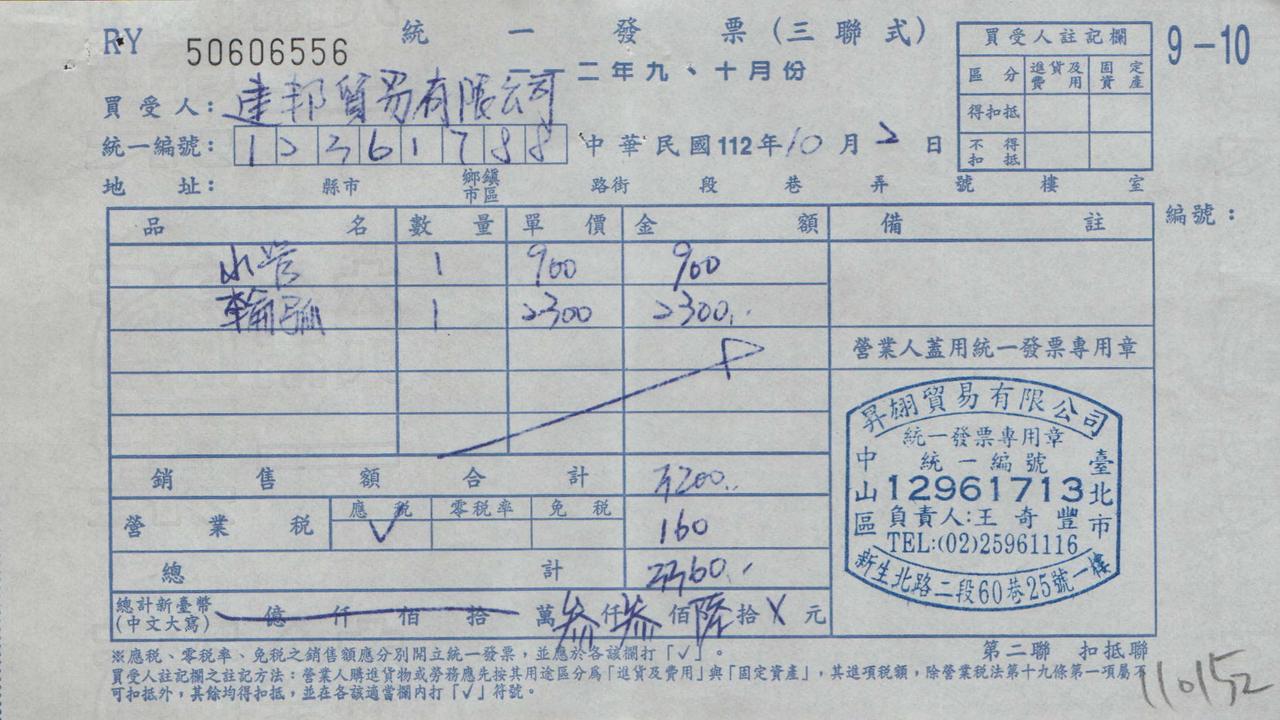 RY 50606556 統一發票(三聯式) 9-10
一一二年九、十月份
買受人: 建邦貿易有限公司
統一編號: 12361788 中華民國112年10月2日
地 址: 縣市 鄉鎮市區 路街 段 巷 弄 號 樓 室
買受人註記欄
區分 進貨及費用 固定資產
得扣抵
不得扣抵
編號:
品名 數量 單價 金額 備註
水管 1 900 900
輪弧 1 2300 2300
銷售額合計 3200
營業稅 應稅 ✓ 零稅率 免稅 160
總計 3360
總計新臺幣(中文大寫) 億 仟 佰 拾 萬 参 仟 参 佰 陸 拾 X 元
營業人蓋用統一發票專用章
昇翃貿易有限公司
統一發票專用章
統一編號
12961713
負責人:王奇豐
TEL:(02)25961116
臺北市
中山區
新生北路二段60巷25號一樓
第二聯 扣抵聯
※應稅、零稅率、免稅之銷售額應分別開立統一發票,並應於各該欄打「✓」。
買受人註記欄之註記方法:營業人購進貨物或勞務應先按其用途區分為「進貨及費用」與「固定資產」,其進項稅額,除營業稅法第十九條第一項屬不
可扣抵外,其餘均得扣抵,並在各該適當欄內打「✓」符號。
110152